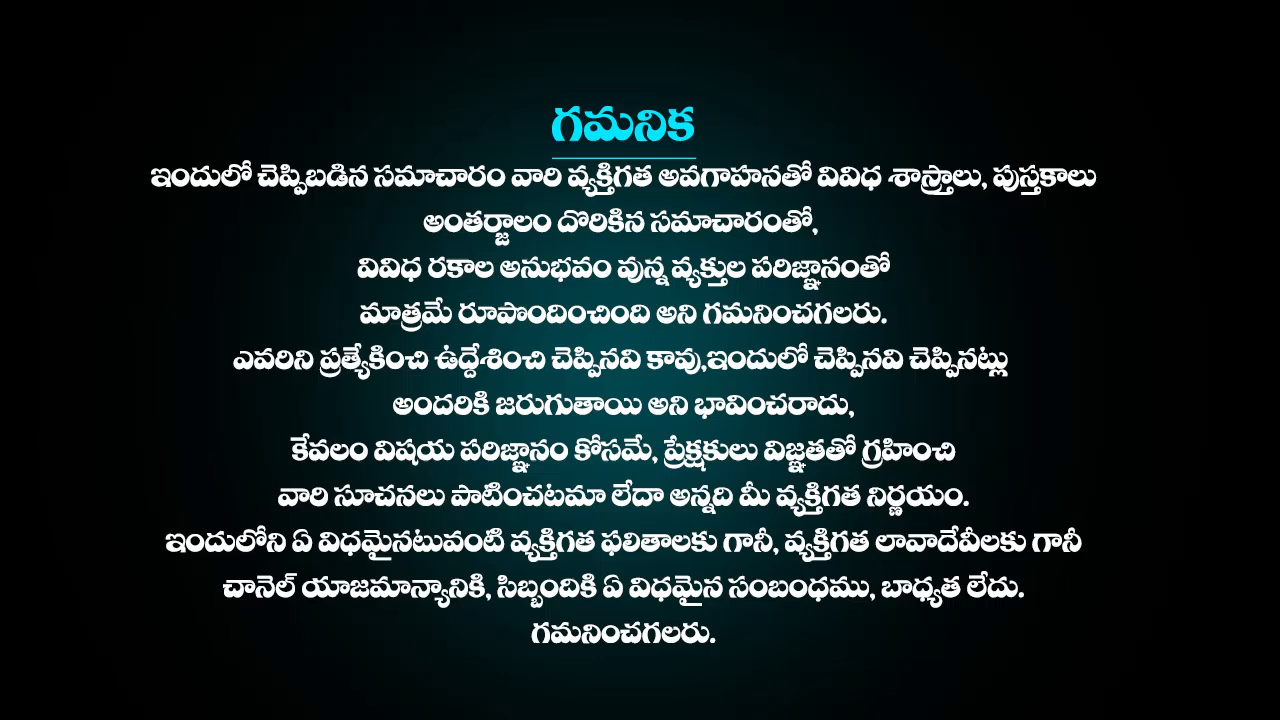 గమనిక
ఇందులో చెప్పిబడిన సమాచారం వారి వ్యక్తిగత అవగాహనతో వివిధ శాస్త్రాలు, పుస్తకాలు
అంతర్జాలం దొరికిన సమాచారంతో,
వివిధ రకాల అనుభవం వున్న వ్యక్తుల పరిజ్ఞానంతో
మాత్రమే రూపొందించింది అని గమనించగలరు.
ఎవరిని ప్రత్యేకించి ఉద్దేశించి చెప్పినవి కావు,ఇందులో చెప్పినవి చెప్పినట్లు
అందరికి జరుగుతాయి అని భావించరాదు,
కేవలం విషయ పరిజ్ఞానం కోసమే, ప్రేక్షకులు విజ్ఞతతో గ్రహించి
వారి సూచనలు పాటించటమా లేదా అన్నది మీ వ్యక్తిగత నిర్ణయం.
ఇందులోని ఏ విధమైనటువంటి వ్యక్తిగత ఫలితాలకు గానీ, వ్యక్తిగత లావాదేవీలకు గానీ
చానెల్ యాజమాన్యానికి, సిబ్బందికి ఏ విధమైన సంబంధము, బాధ్యత లేదు.
గమనించగలరు.